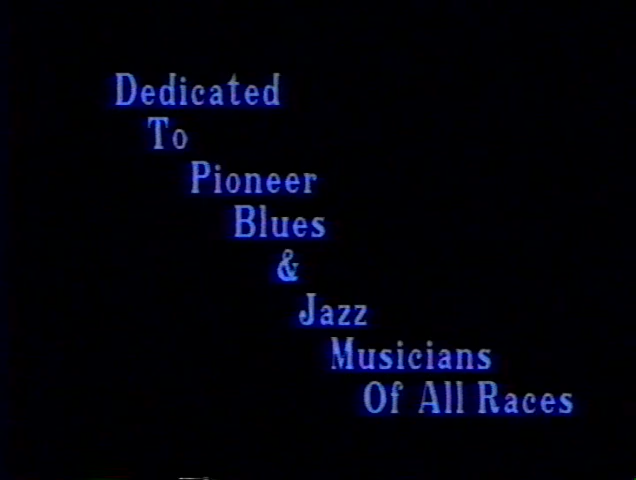 Dedicated
To
Pioneer
Blues
&
Jazz
Musicians
Of All Races